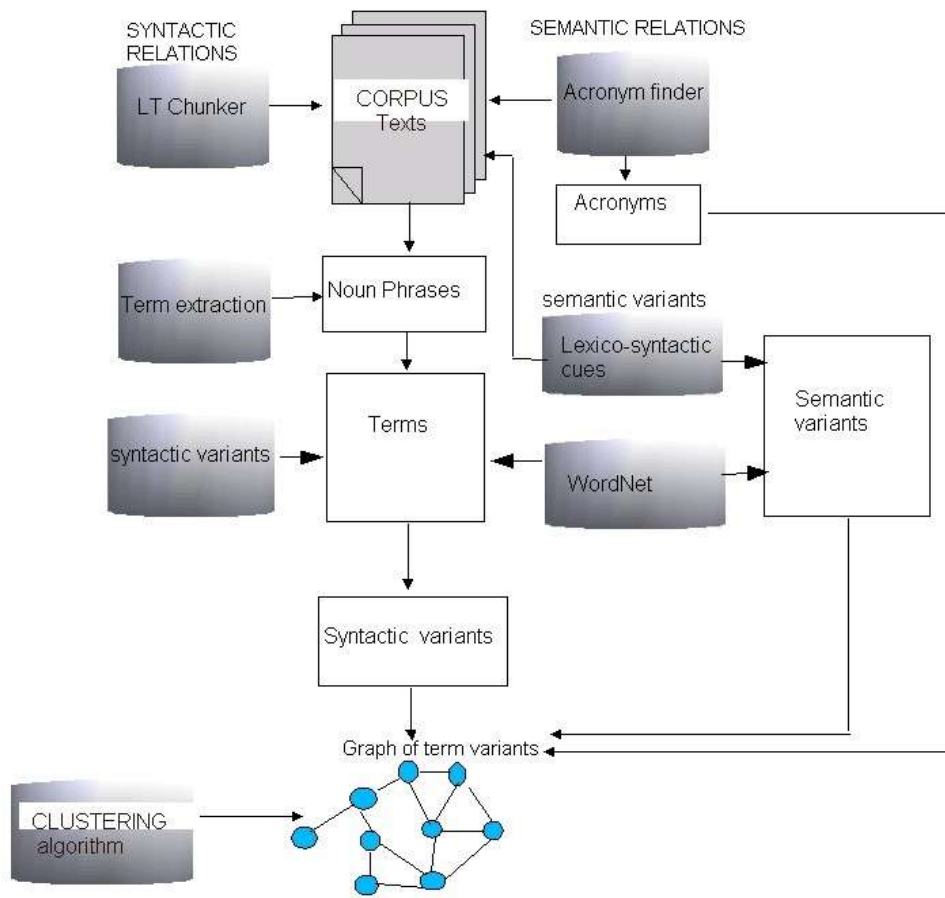 SYNTACTIC
RELATIONS
SEMANTIC RELATIONS
LT Chunker
CORPUS
Texts
Acronym finder
Acronyms
Term extraction
Noun Phrases
semantic variants
Lexico-syntactic
cues
Semantic
variants
Terms
syntactic variants
WordNet
Syntactic variants
Graph of term variants
CLUSTERING
algorithm